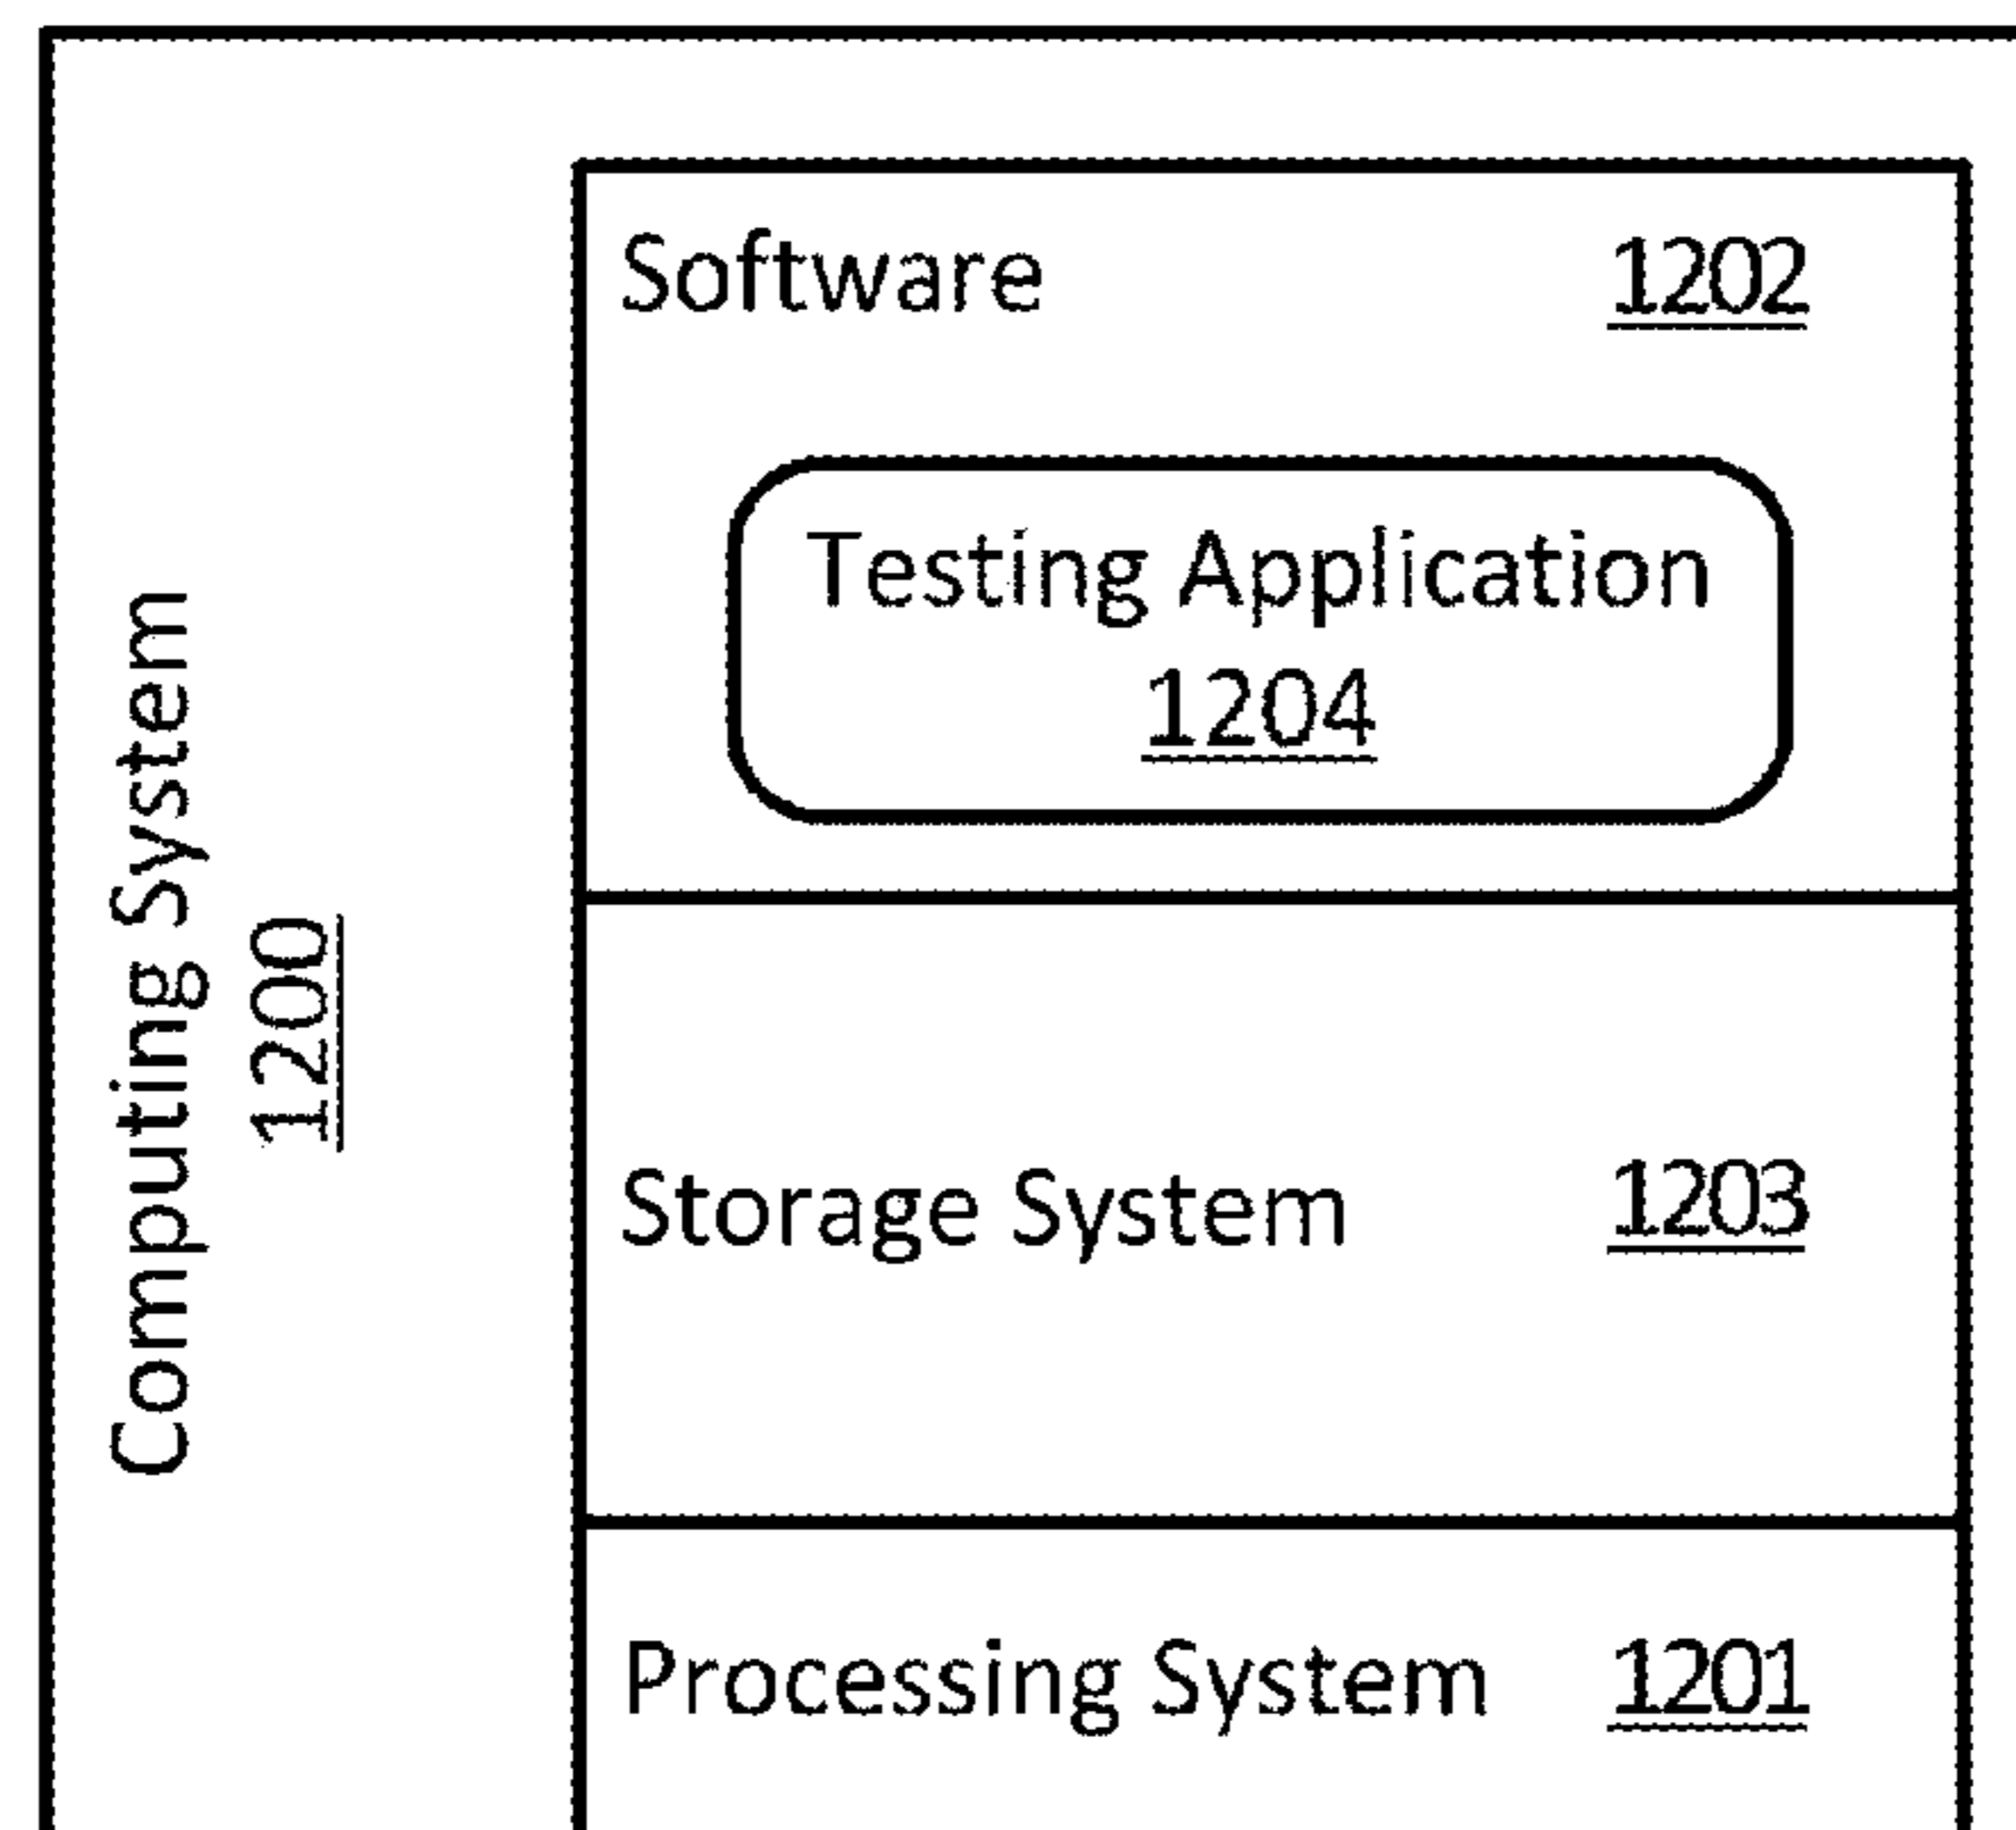 Computing System
1200
Software 1202
Testing Application
1204
Storage System 1203
Processing System 1201